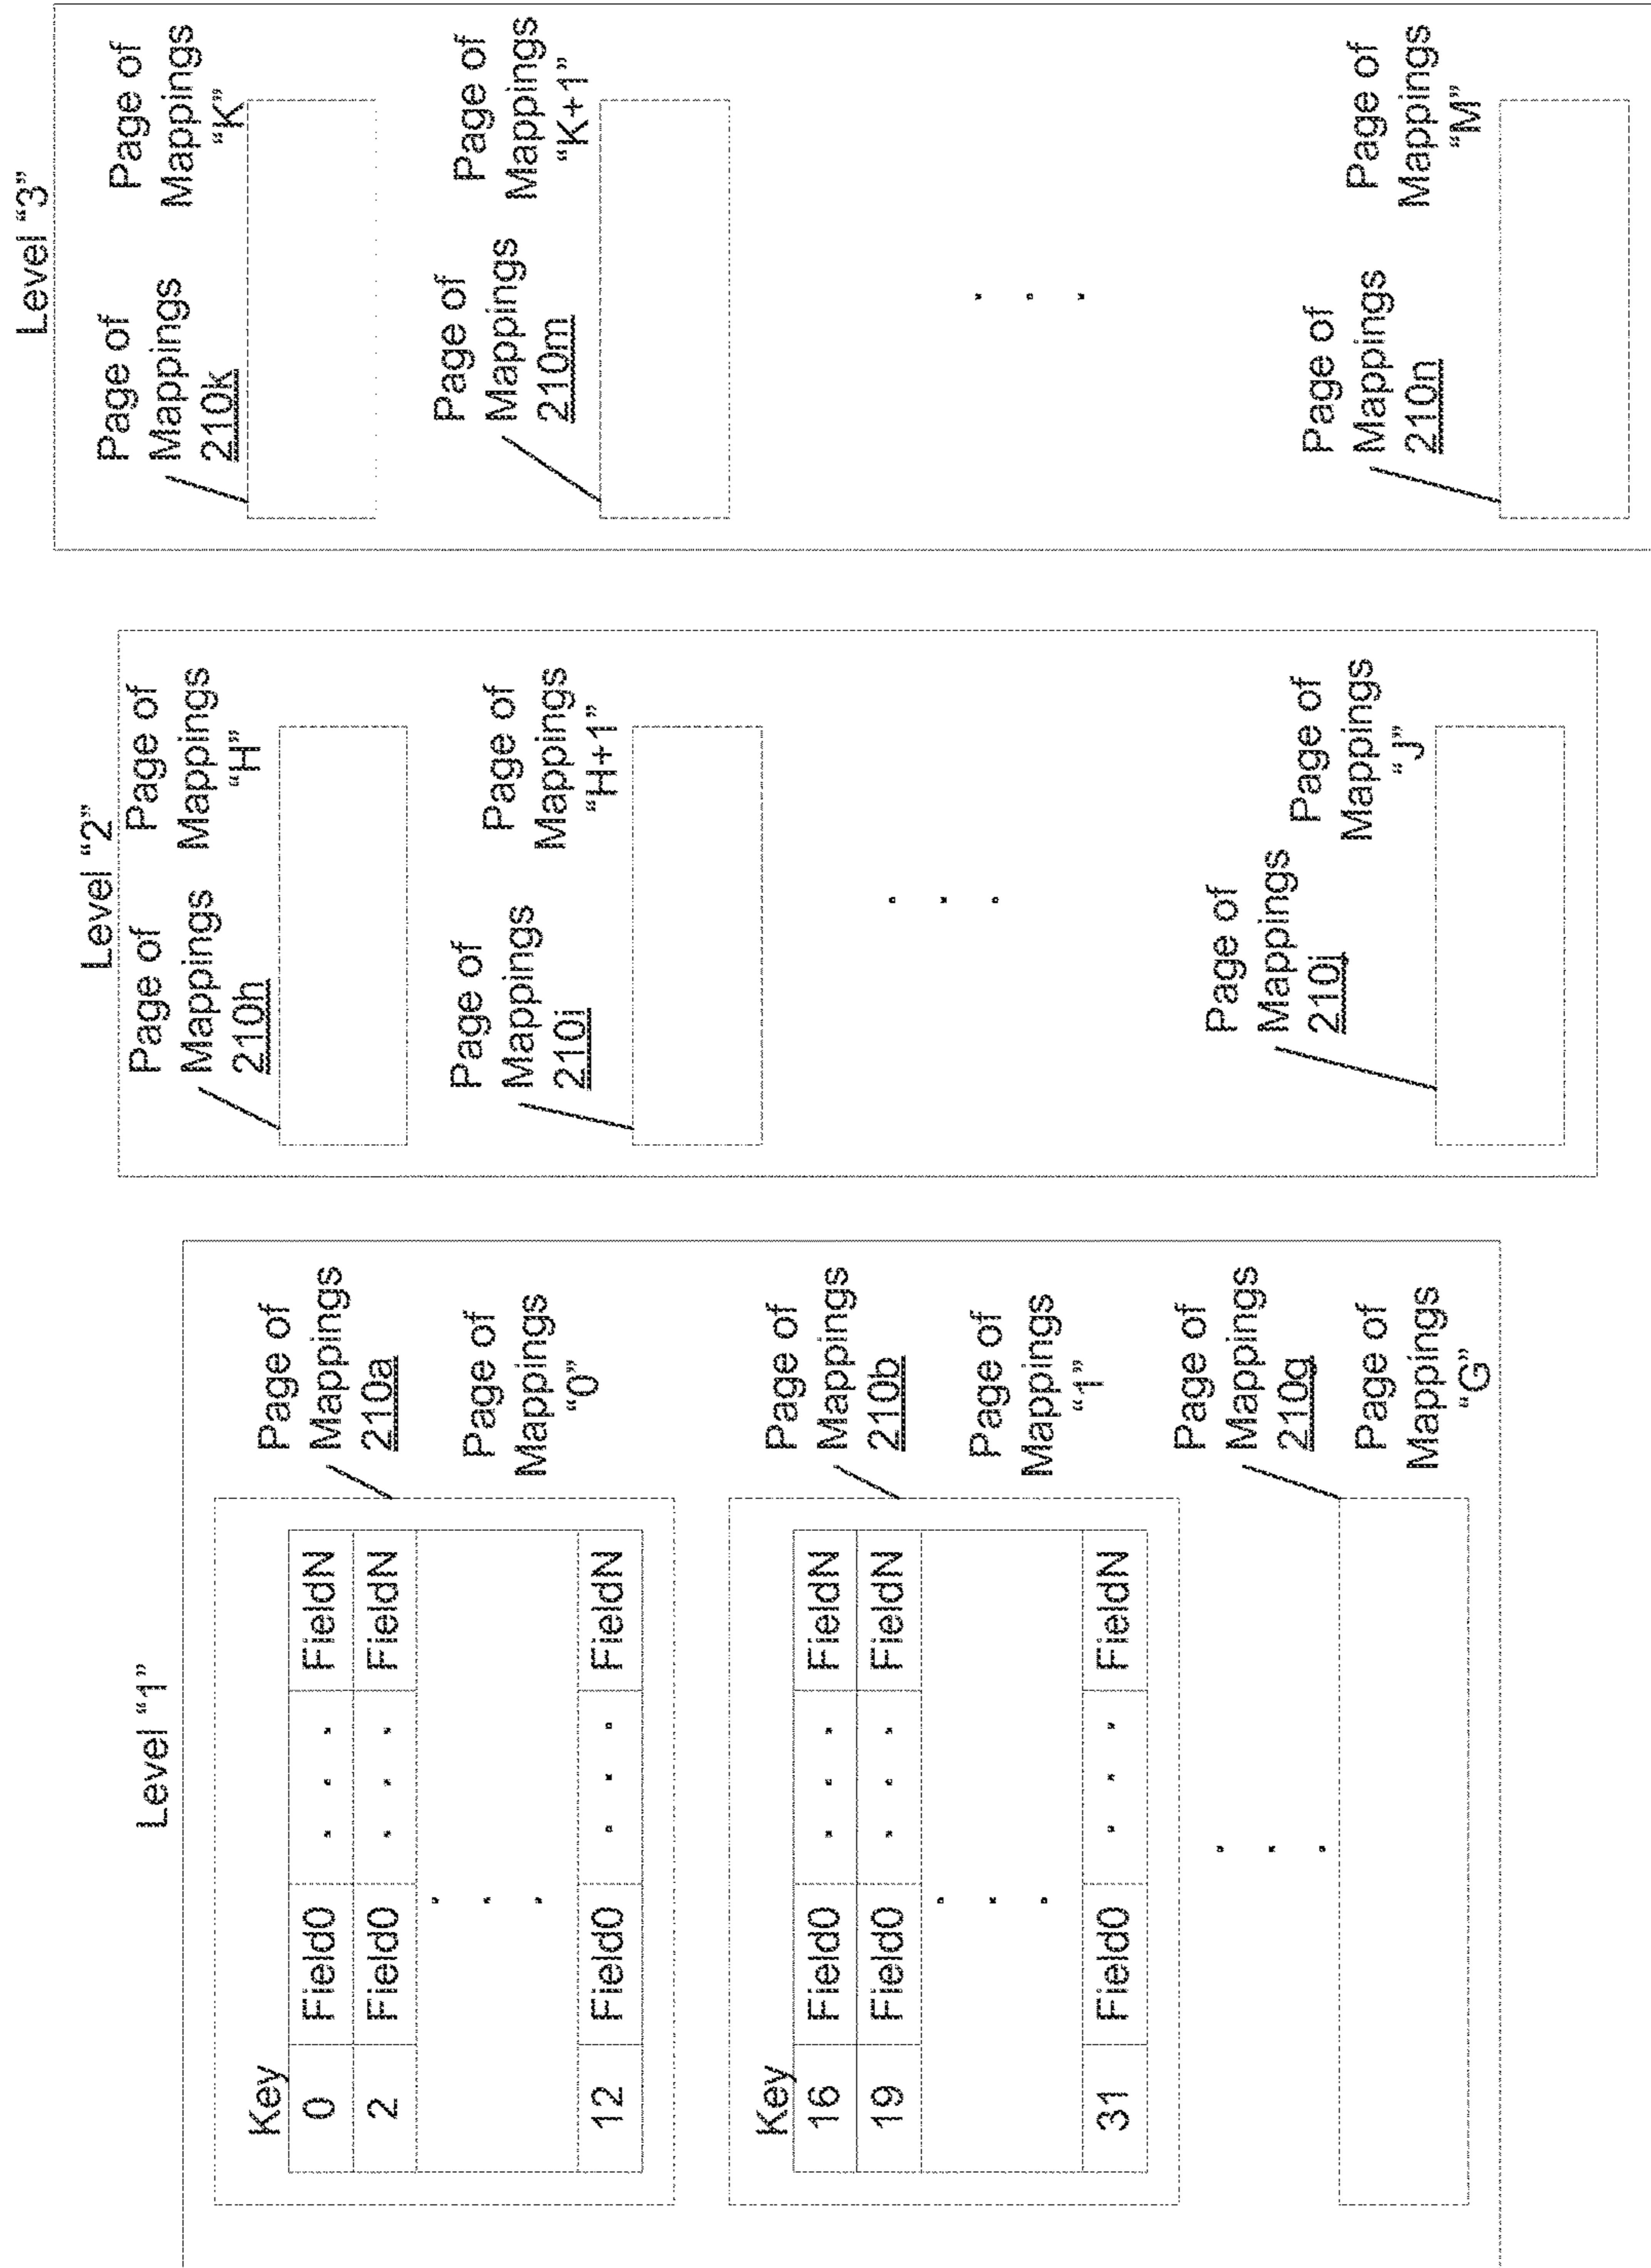 Level “1”
Key
0 Field0 . . . FieldN
2 Field0 . . . FieldN
12 Field0 . . . FieldN
Page of
Mappings
210a
Page of
Mappings
“0”
Key
16 Field0 . . . FieldN
19 Field0 . . . FieldN
31 Field0 . . . FieldN
Page of
Mappings
210b
Page of
Mappings
“1”
Page of
Mappings
210g
Page of
Mappings
“G”
Level “2”
Page of
Mappings
210h
Page of
Mappings
“H”
Page of
Mappings
210i
Page of
Mappings
“H+1”
Page of
Mappings
210j
Page of
Mappings
“J”
Level “3”
Page of
Mappings
210k
Page of
Mappings
“K”
Page of
Mappings
210m
Page of
Mappings
“K+1”
Page of
Mappings
210n
Page of
Mappings
“M”